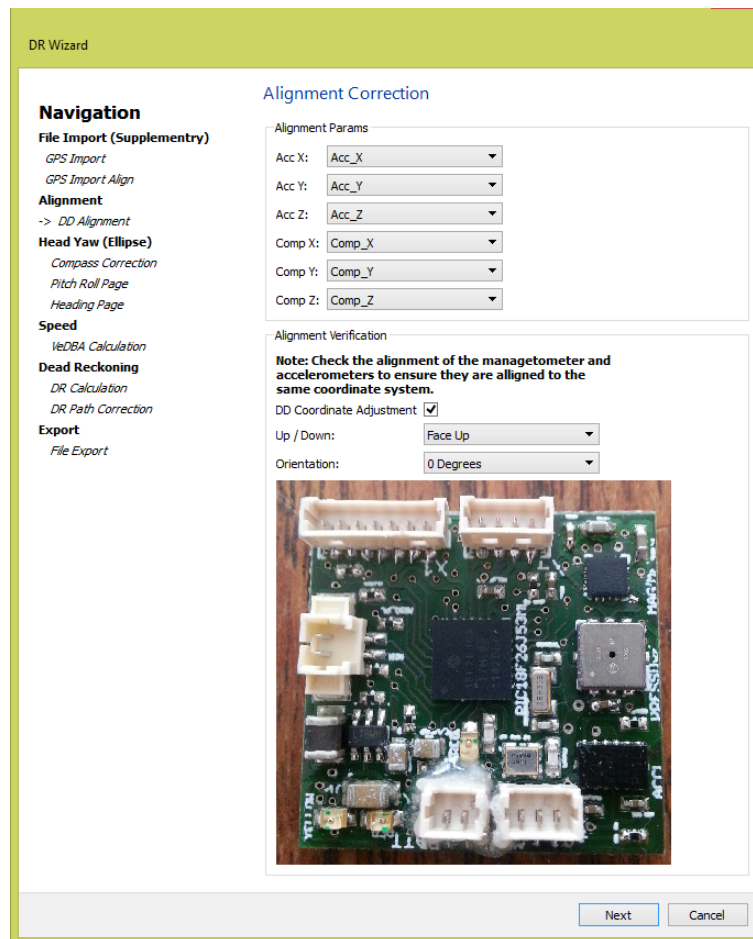 DR Wizard
Navigation
File Import (Supplementry)
GPS Import
GPS Import Align
Alignment
-> DD Alignment
Head Yaw (Ellipse)
Compass Correction
Pitch Roll Page
Heading Page
Speed
VeDBA Calculation
Dead Reckoning
DR Calculation
DR Path Correction
Export
File Export
Alignment Correction
Alignment Params
Acc X: Acc_X
Acc Y: Acc_Y
Acc Z: Acc_Z
Comp X: Comp_X
Comp Y: Comp_Y
Comp Z: Comp_Z
Alignment Verification
Note: Check the alignment of the managetometer and
accelerometers to ensure they are alligned to the
same coordinate system.
DD Coordinate Adjustment
Up / Down: Face Up
Orientation: 0 Degrees
PIC18F26J53ML
ACCL
Next
Cancel